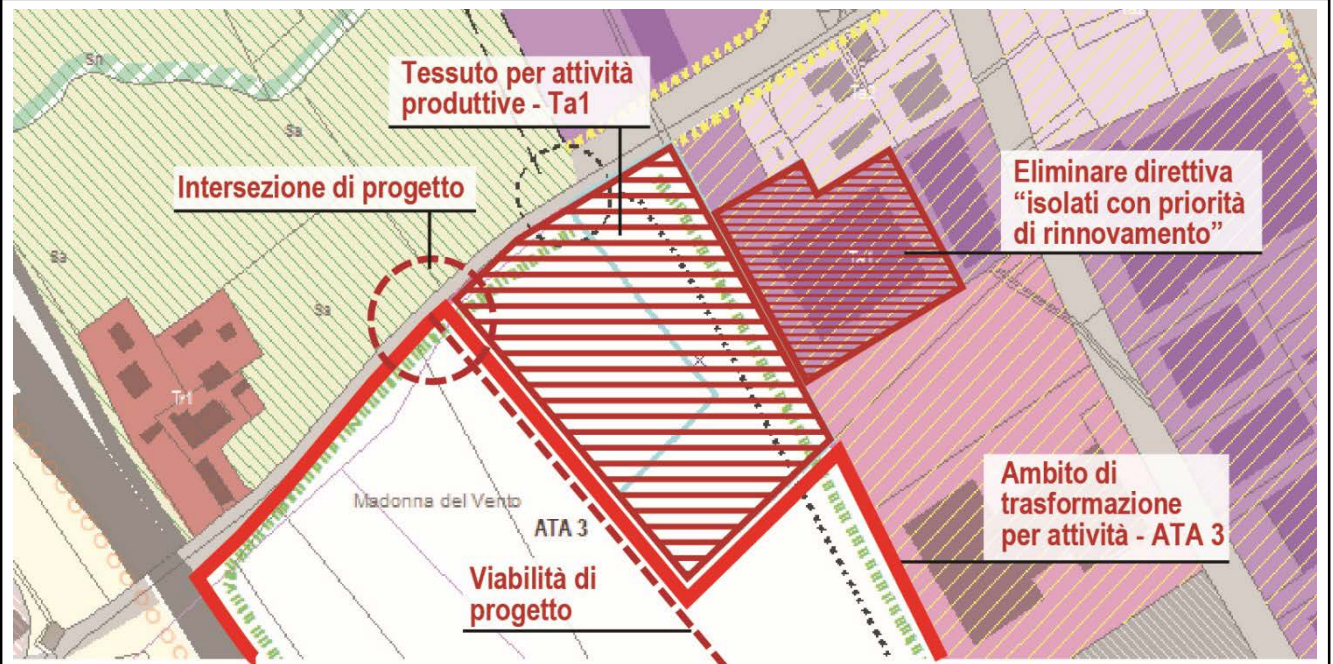 Sn
Sa
Tessuto per attività
produttive - Ta1
Intersezione di progetto
Eliminare direttiva
“isolati con priorità
di rinnovamento”
Sa
Sa
Tr1
Madonna del Vento
ATA 3
Viabilità di
progetto
Ambito di
trasformazione
per attività - ATA 3